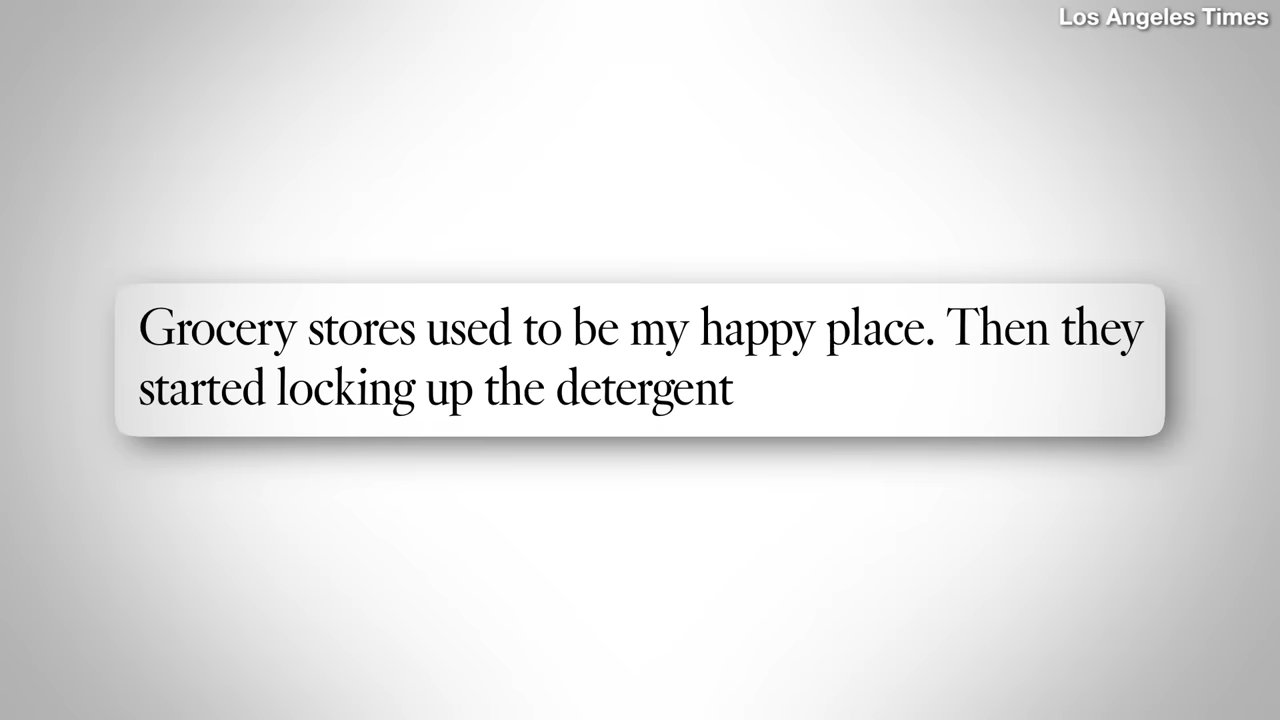 Los Angeles Times
Grocery stores used to be my happy place. Then they
started locking up the detergent